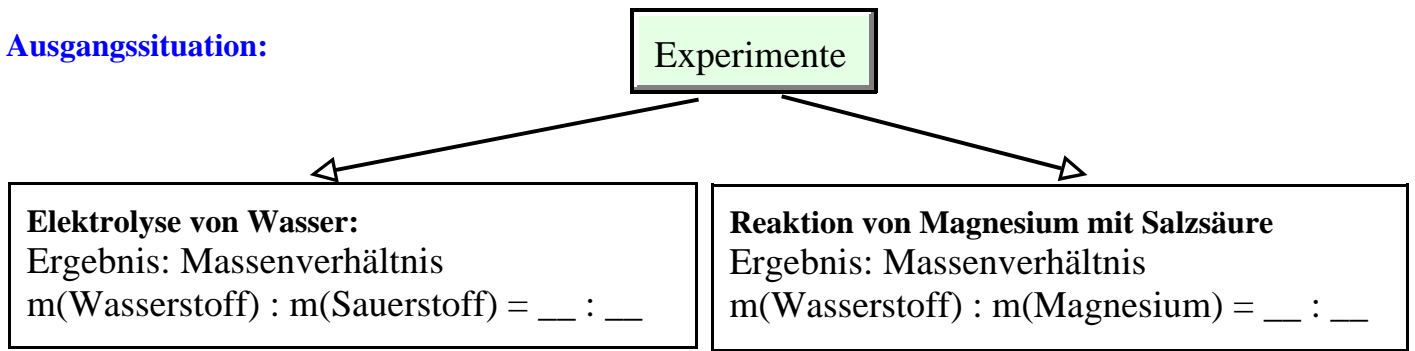 Ausgangssituation:
Experimente
Elektrolyse von Wasser:
Ergebnis: Massenverhältnis
m(Wasserstoff) : m(Sauerstoff) = __ : __
Reaktion von Magnesium mit Salzsäure
Ergebnis: Massenverhältnis
m(Wasserstoff) : m(Magnesium) = __ : __